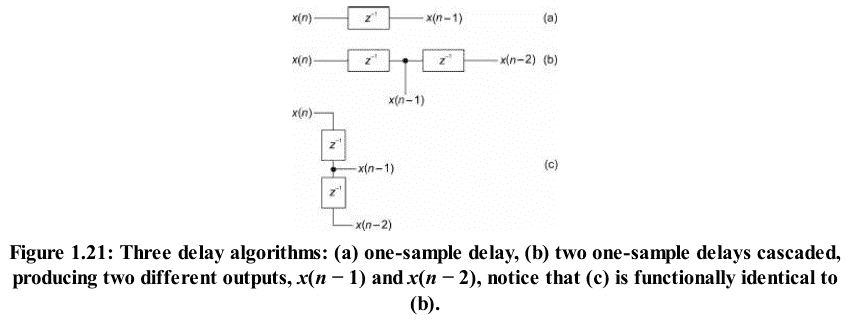 x(n) z⁻¹ x(n−1) (a)
x(n) z⁻¹ z⁻¹ x(n−2) (b)
x(n−1)
x(n)
z⁻¹
x(n−1) (c)
z⁻¹
x(n−2)
Figure 1.21: Three delay algorithms: (a) one-sample delay, (b) two one-sample delays cascaded,
producing two different outputs, x(n − 1) and x(n − 2), notice that (c) is functionally identical to
(b).